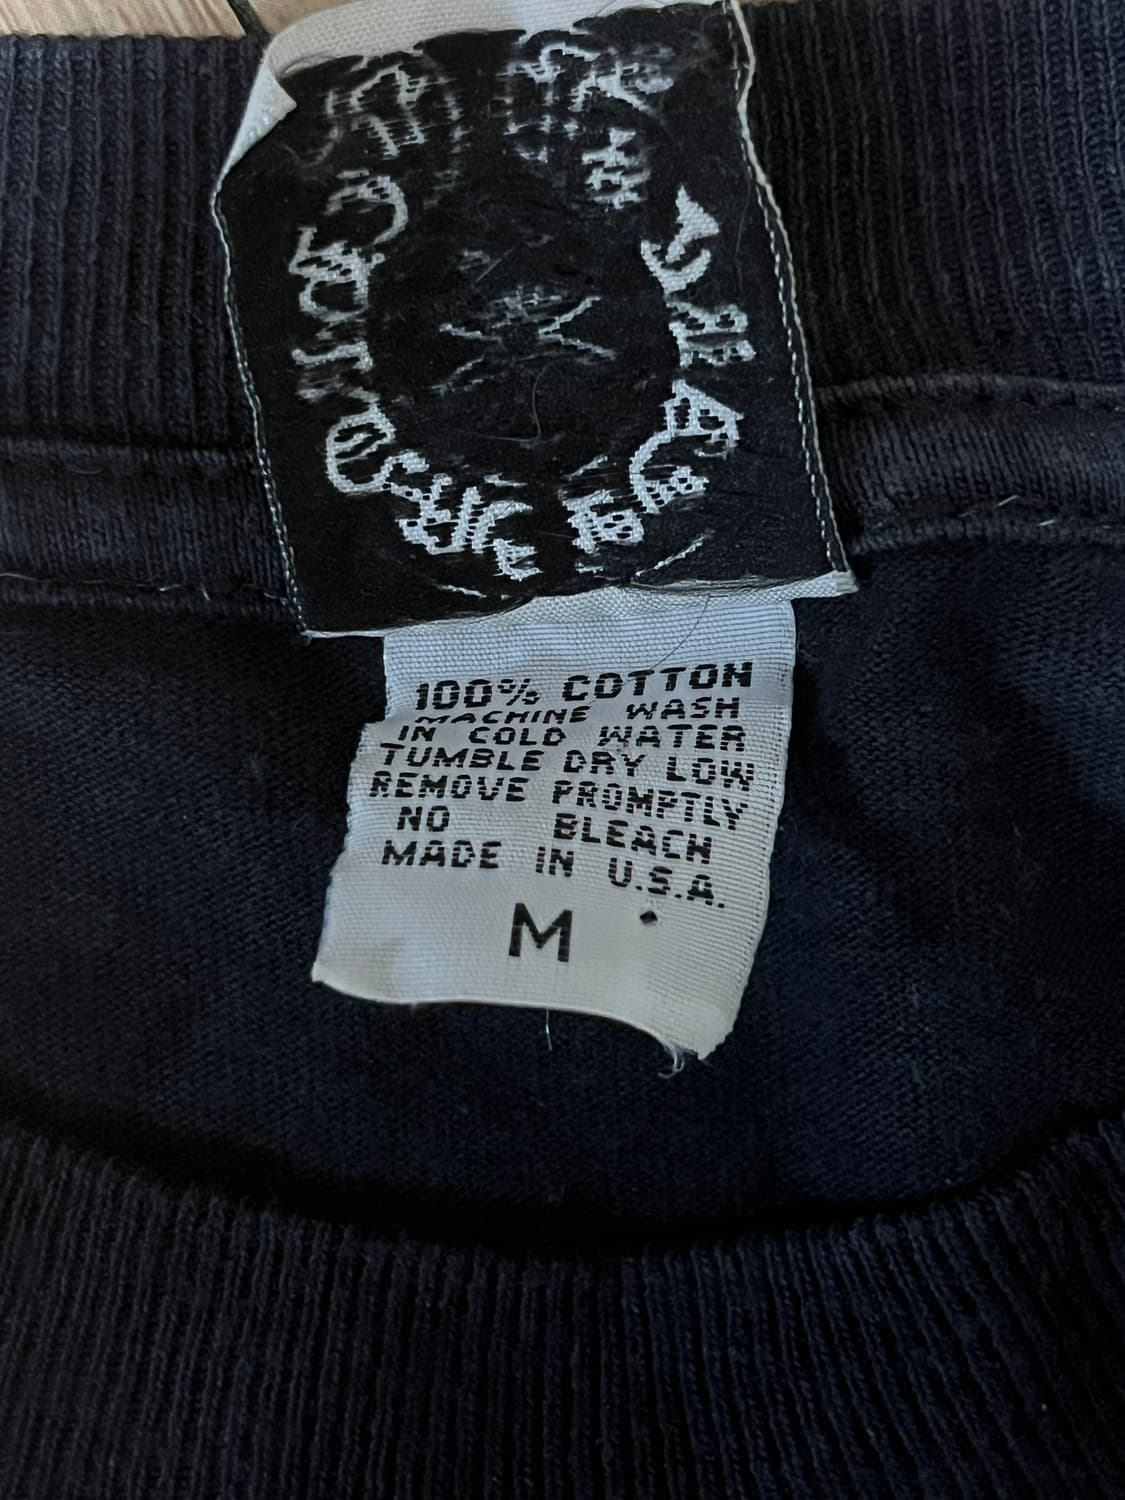 100% COTTON
MACHINE WASH
IN COLD WATER
TUMBLE DRY LOW
REMOVE PROMPTLY
NO BLEACH
MADE IN U.S.A.
M